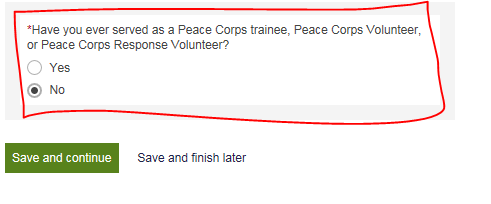 *Have you ever served as a Peace Corps trainee, Peace Corps Volunteer,
or Peace Corps Response Volunteer?
Yes
No
Save and continue Save and finish later